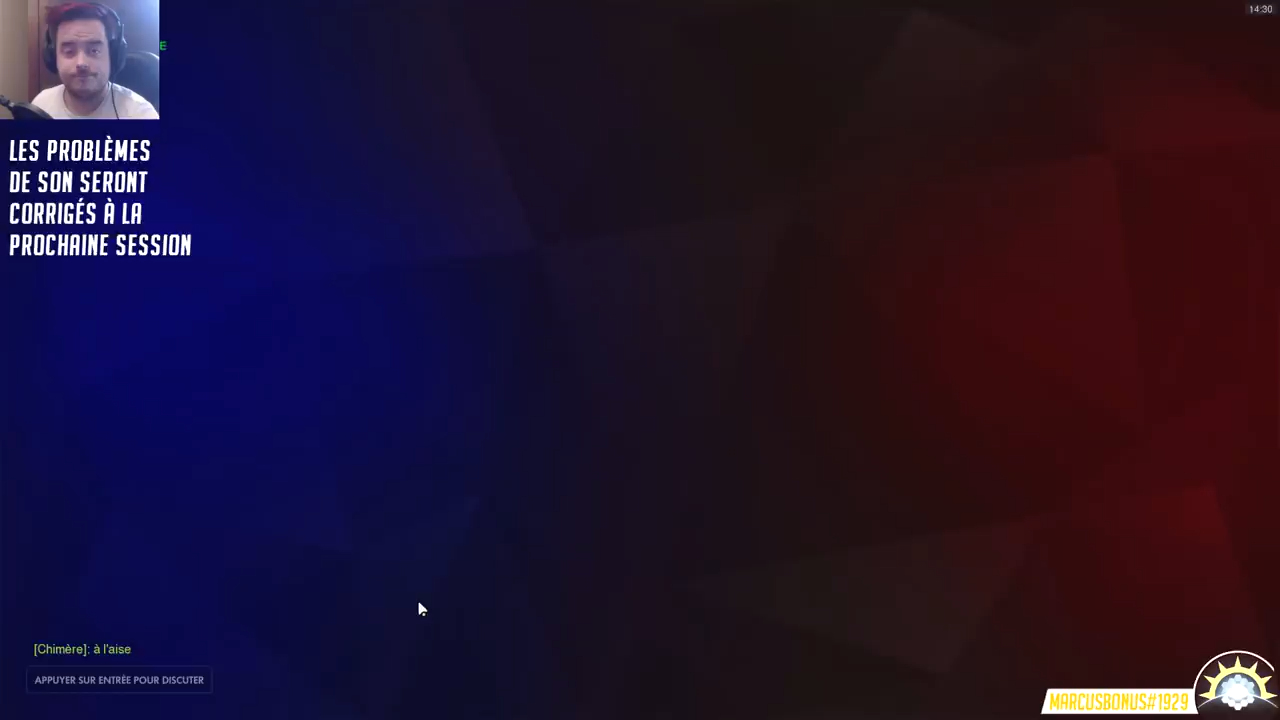 14:30
E
LES PROBLÈMES
DE SON SERONT
CORRIGÉS À LA
PROCHAINE SESSION
[Chimère]: à l'aise
APPUYER SUR ENTRÉE POUR DISCUTER
MARCUSBONUS#1929